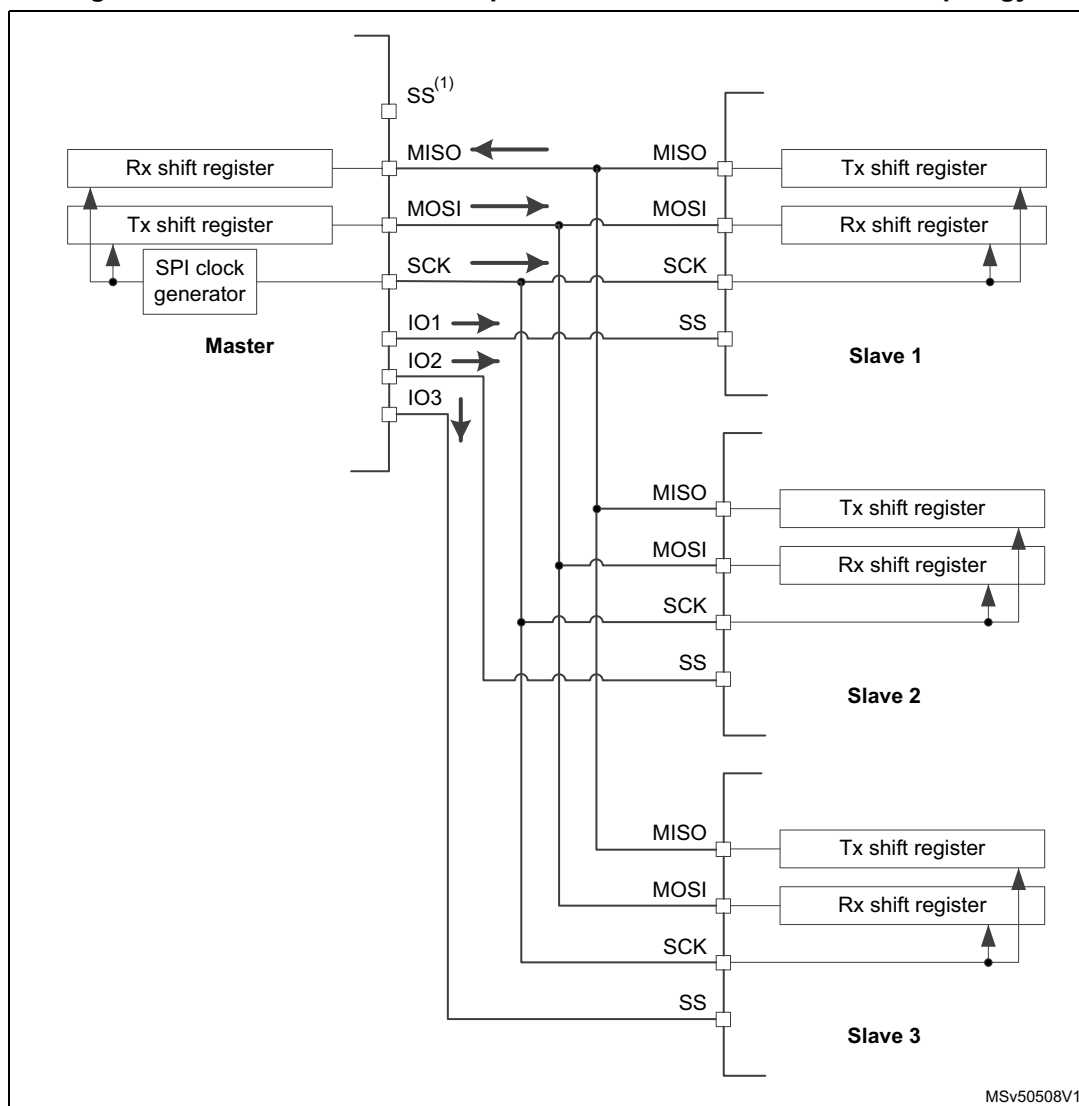 SS(1)
MISO
MISO
Rx shift register
Tx shift register
MOSI
MOSI
Tx shift register
Rx shift register
SPI clock
generator
SCK
SCK
IO1
SS
Master
Slave 1
IO2
IO3
MISO
Tx shift register
MOSI
Rx shift register
SCK
SS
Slave 2
MISO
Tx shift register
MOSI
Rx shift register
SCK
SS
Slave 3
MSv50508V1